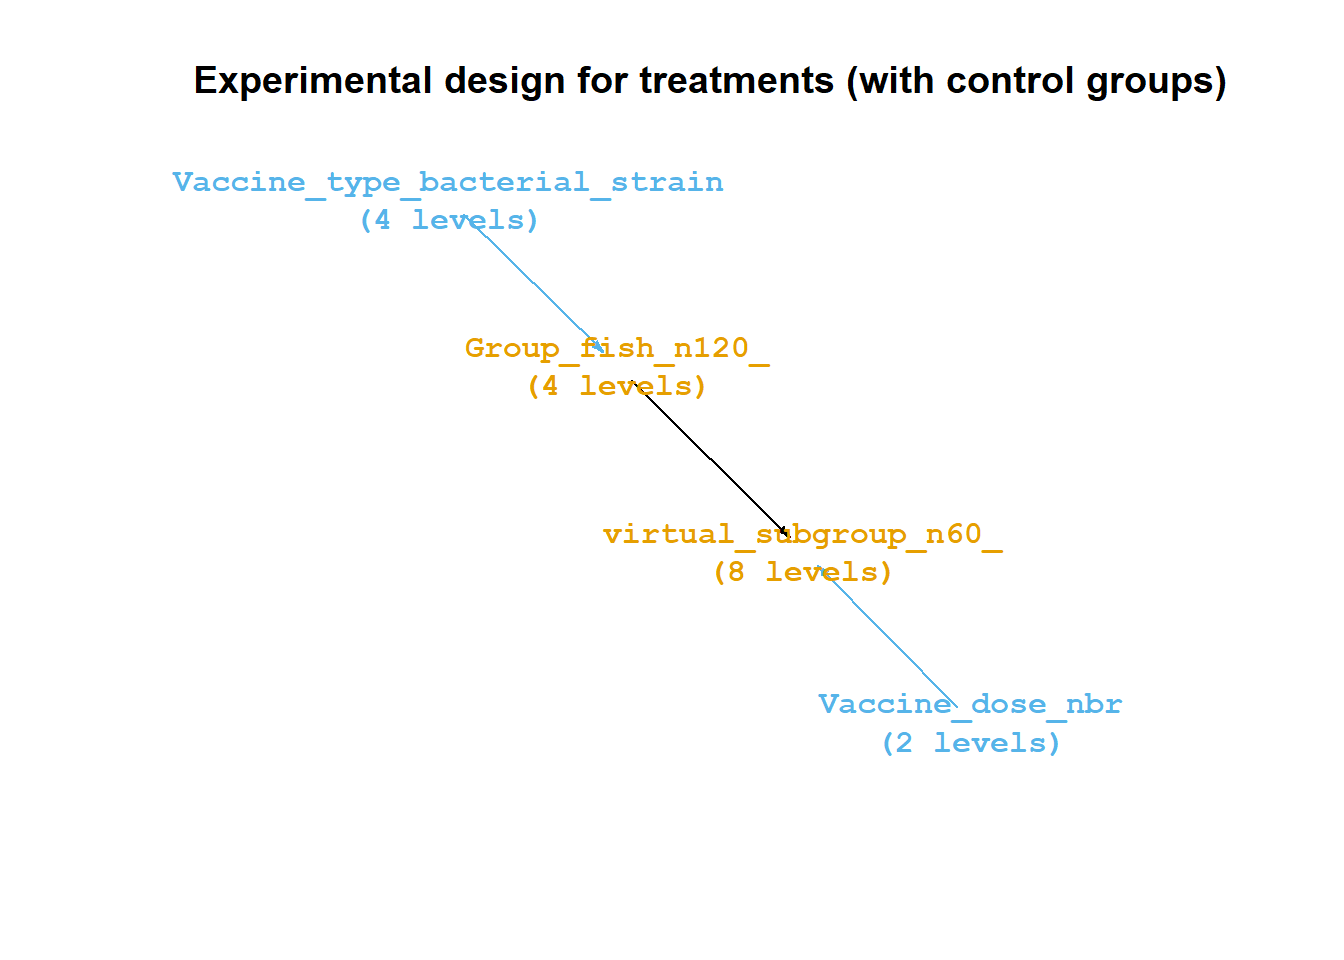 Experimental design for treatments (with control groups)
Vaccine_type_bacterial_strain
(4 levels)
Group_fish_n120_
(4 levels)
virtual_subgroup_n60_
(8 levels)
Vaccine_dose_nbr
(2 levels)